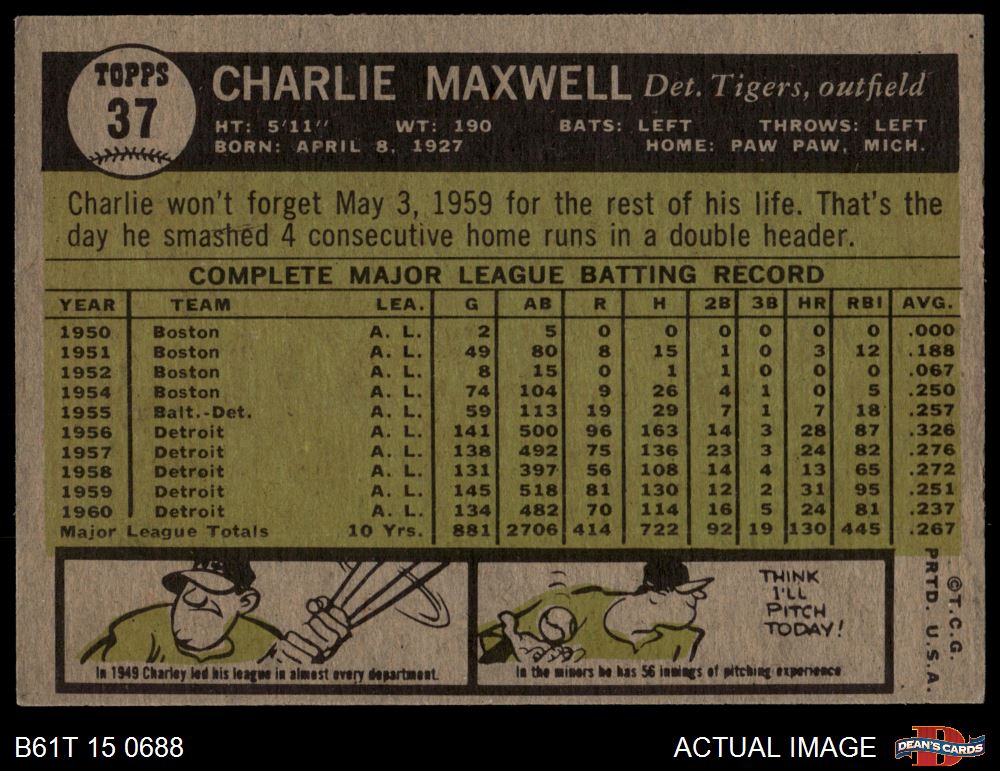 TOPPS
37
CHARLIE MAXWELL Det. Tigers, outfield
HT: 5'11" WT: 190 BATS: LEFT THROWS: LEFT
BORN: APRIL 8, 1927 HOME: PAW PAW, MICH.
Charlie won't forget May 3, 1959 for the rest of his life. That's the
day he smashed 4 consecutive home runs in a double header.
COMPLETE MAJOR LEAGUE BATTING RECORD
YEAR TEAM LEA. G AB R H 2B 3B HR RBI AVG.
1950 Boston A. L. 2 5 0 0 0 0 0 0 .000
1951 Boston A. L. 49 80 8 15 1 0 3 12 .188
1952 Boston A. L. 8 15 0 1 1 0 0 0 .067
1954 Boston A. L. 74 104 9 26 4 1 0 5 .250
1955 Balt.-Det. A. L. 59 113 19 29 7 1 7 18 .257
1956 Detroit A. L. 141 500 96 163 14 3 28 87 .326
1957 Detroit A. L. 138 492 75 136 23 3 24 82 .276
1958 Detroit A. L. 131 397 56 108 14 4 13 65 .272
1959 Detroit A. L. 145 518 81 130 12 2 31 95 .251
1960 Detroit A. L. 134 482 70 114 16 5 24 81 .237
Major League Totals 10 Yrs. 881 2706 414 722 92 19 130 445 .267
THINK
I'LL
PITCH
TODAY!
In 1949 Charley led his league in almost every department.
In the minors he has 56 innings of pitching experience
©T.C.G.
PRTD. U.S.A.
B61T 15 0688
ACTUAL IMAGE
D
DEAN'S CARDS